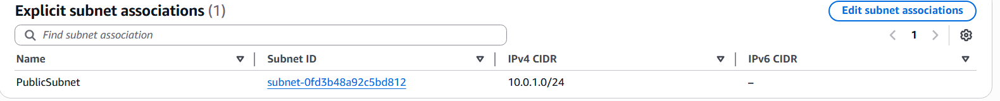 Explicit subnet associations (1)
Edit subnet associations
Find subnet association
1
Name Subnet ID IPv4 CIDR IPv6 CIDR
PublicSubnet subnet-0fd3b48a92c5bd812 10.0.1.0/24 –